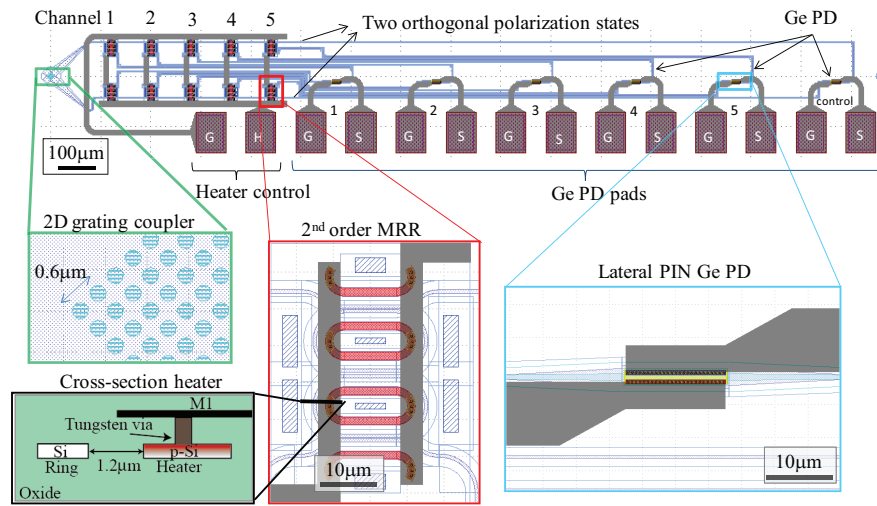 Channel 1 2 3 4 5
Two orthogonal polarization states
Ge PD
1 2 3 4 5 control
G H G S G S G S G S G S G S
100μm
Heater control
Ge PD pads
2D grating coupler
0.6μm
2nd order MRR
10μm
Lateral PIN Ge PD
10μm
Cross-section heater
M1
Tungsten via
Si p-Si
Ring 1.2μm Heater
Oxide